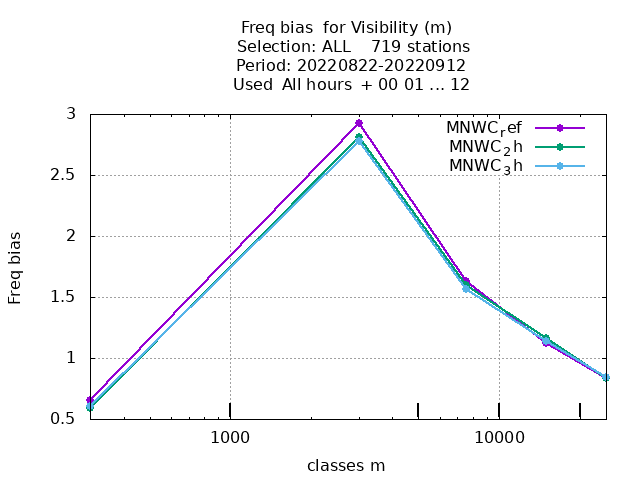 Freq bias  for Visibility (m)
Selection: ALL    719 stations
Period: 20220822-20220912
Used  All hours  + 00 01 ... 12
3
2.5
2
1.5
1
0.5
Freq bias
MNWC_ref
MNWC_2h
MNWC_3h
1000
10000
classes m